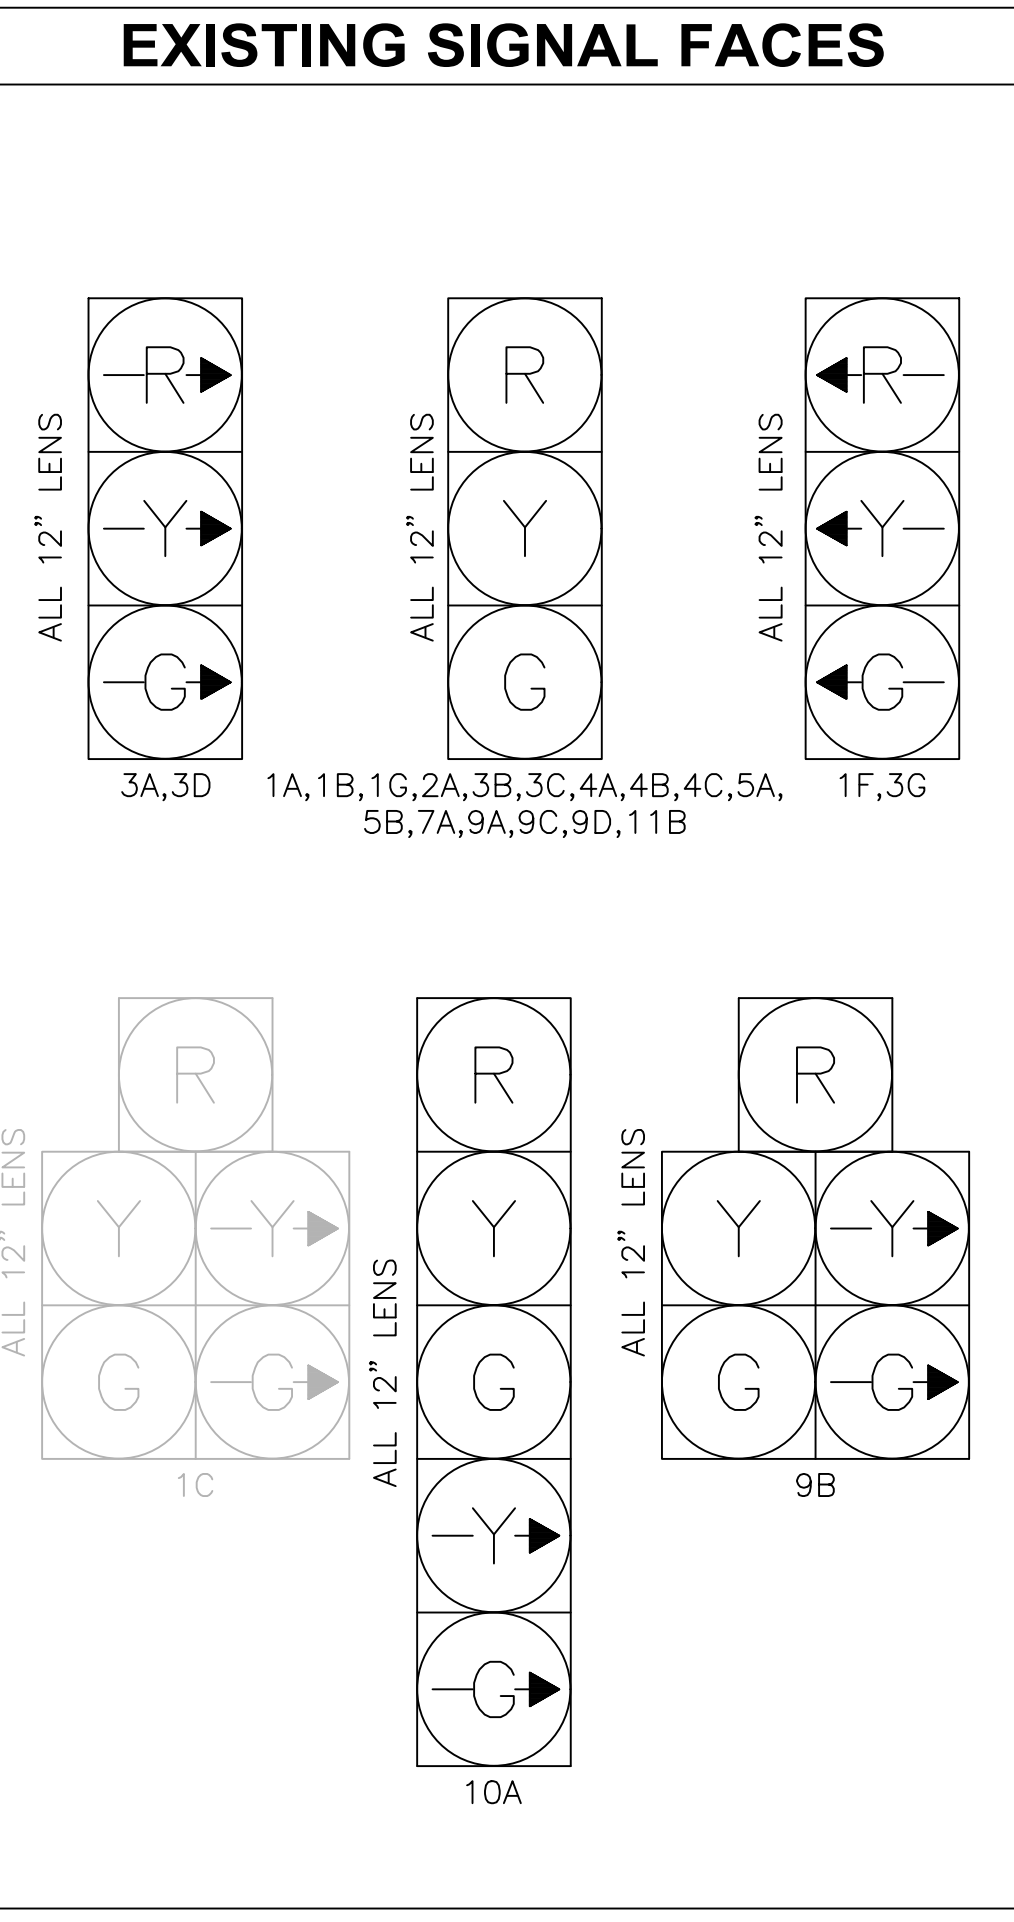 EXISTING SIGNAL FACES
ALL 12" LENS
R
Y
G
3A,3D
ALL 12" LENS
R
Y
G
1A,1B,1G,2A,3B,3C,4A,4B,4C,5A,
5B,7A,9A,9C,9D,11B
ALL 12" LENS
R
Y
G
1F,3G
ALL 12" LENS
R
Y Y
G G
1C
ALL 12" LENS
R
Y
G
Y
G
10A
ALL 12" LENS
R
Y Y
G G
9B